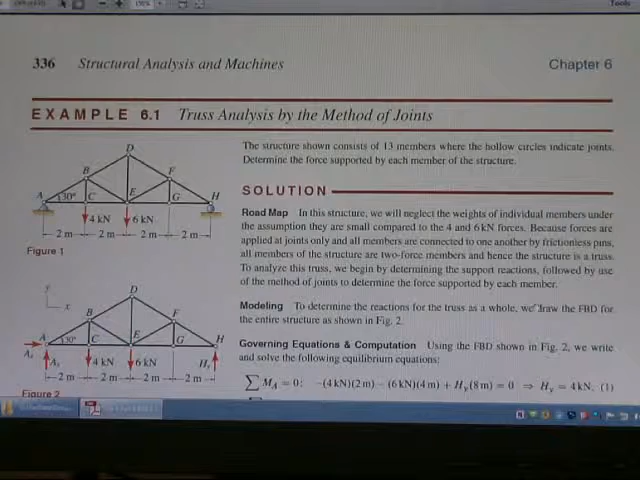 150%
Tools
336 Structural Analysis and Machines
Chapter 6
EXAMPLE 6.1 Truss Analysis by the Method of Joints
D
B
F
A
30°
C
E
G
H
4 kN
6 kN
2 m
2 m
2 m
2 m
Figure 1
The structure shown consists of 13 members where the hollow circles indicate joints.
Determine the force supported by each member of the structure.
SOLUTION
Road Map In this structure, we will neglect the weights of individual members under
the assumption they are small compared to the 4 and 6 kN forces. Because forces are
applied at joints only and all members are connected to one another by frictionless pins,
all members of the structure are two-force members and hence the structure is a truss.
To analyze this truss, we begin by determining the support reactions, followed by use
of the method of joints to determine the force supported by each member.
Modeling To determine the reactions for the truss as a whole, we draw the FBD for
the entire structure as shown in Fig. 2.
Governing Equations & Computation Using the FBD shown in Fig. 2, we write
and solve the following equilibrium equations:
∑ M_A = 0: −(4 kN)(2 m) − (6 kN)(4 m) + H_y(8 m) = 0 ⇒ H_y = 4 kN, (1)
y
x
D
B
F
A
30°
C
E
G
H
A_x
A_y
4 kN
6 kN
H_y
2 m
2 m
2 m
2 m
Figure 2